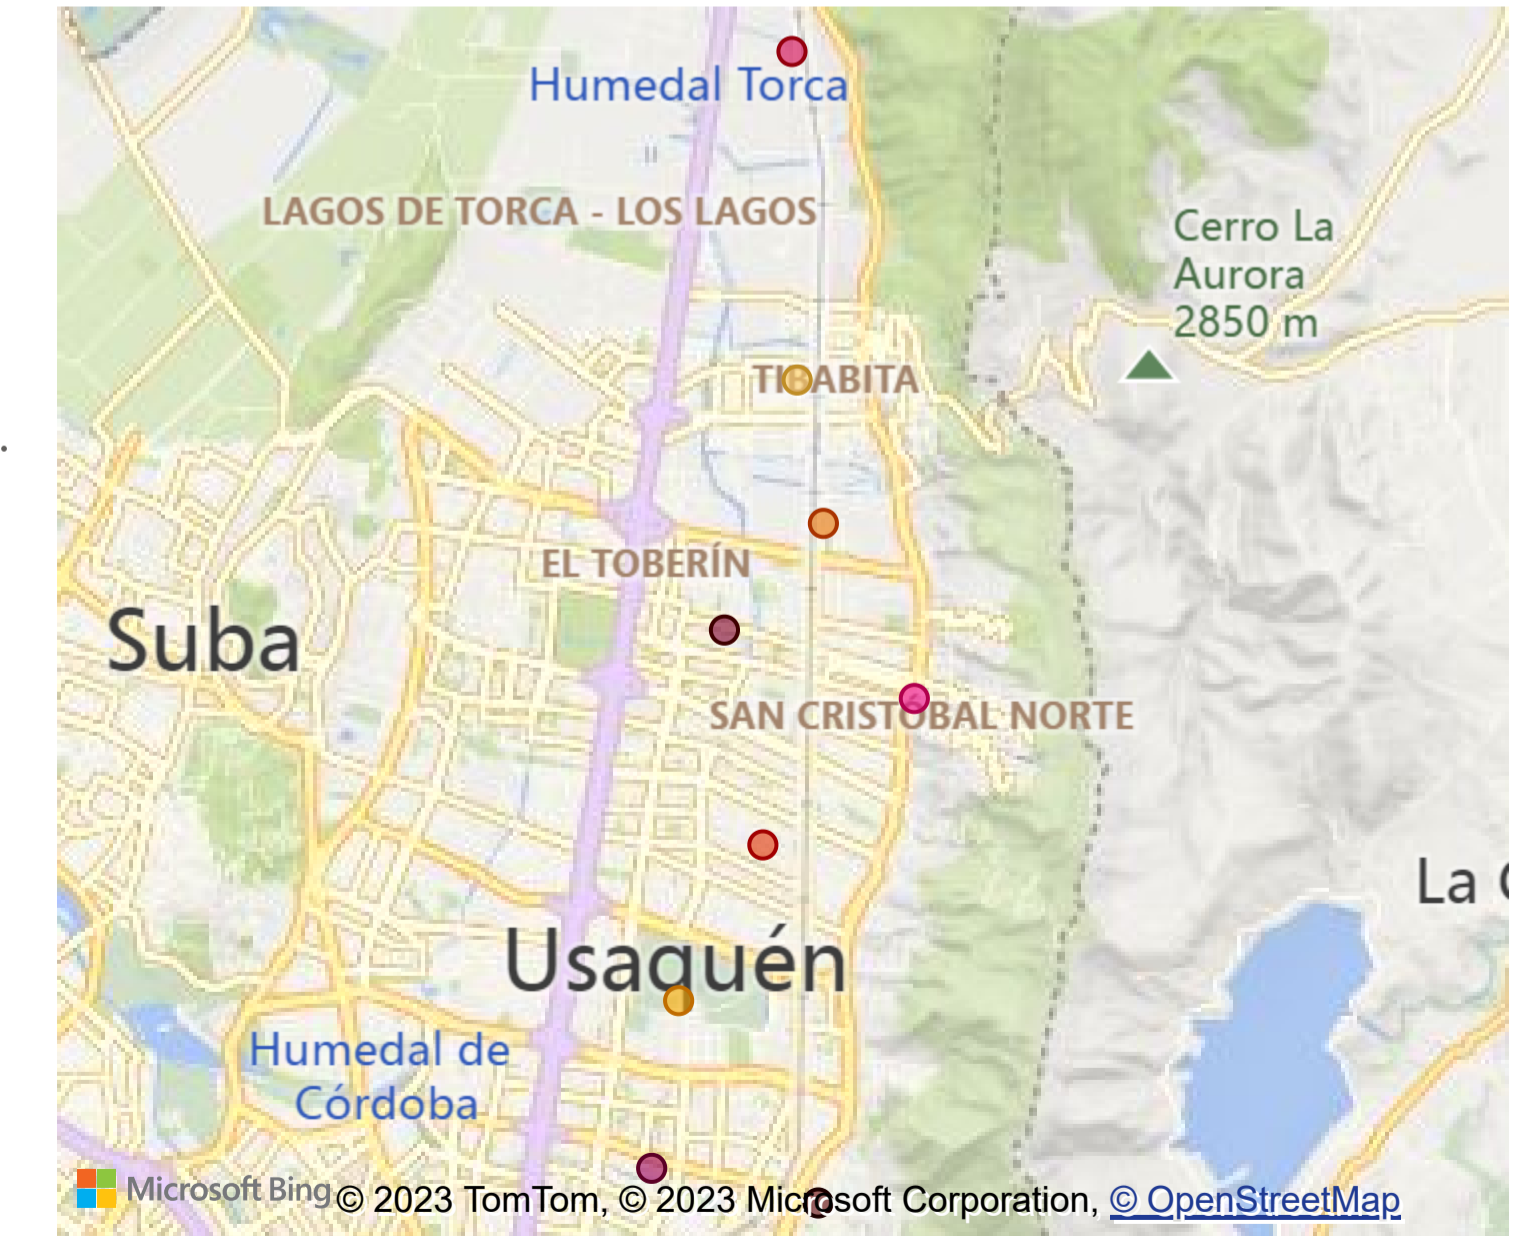 Humedal Torca
LAGOS DE TORCA - LOS LAGOS
Cerro La
Aurora
2850 m
TIBABITA
EL TOBERÍN
Suba
SAN CRISTÓBAL NORTE
La
Usaquén
Humedal de
Córdoba
Microsoft Bing
© 2023 TomTom, © 2023 Microsoft Corporation, © OpenStreetMap